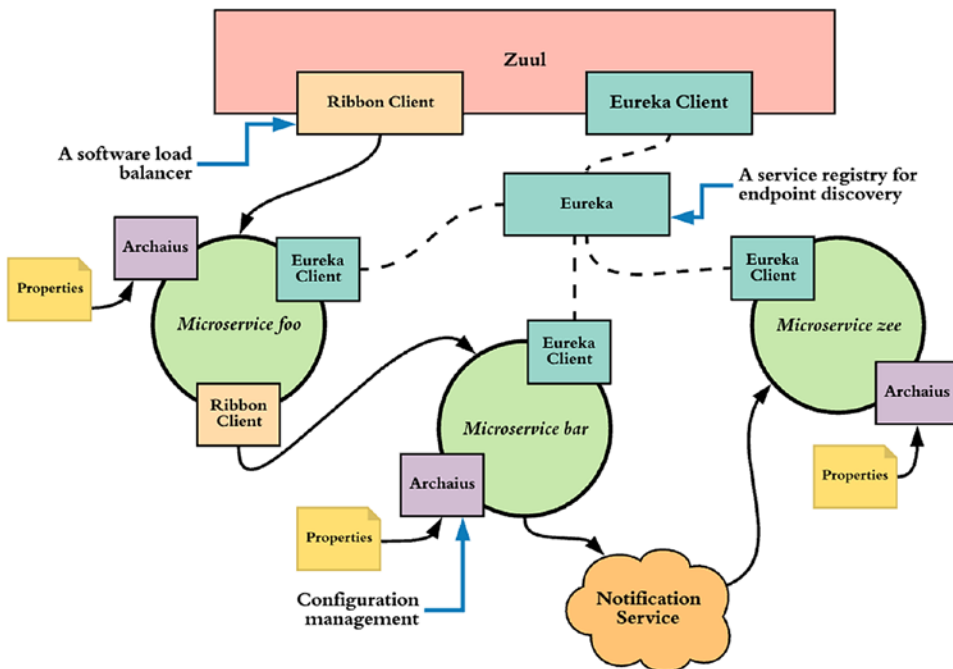 Zuul
Ribbon Client
Eureka Client
A software load
balancer
Eureka
A service registry for
endpoint discovery
Archaius
Eureka
Client
Properties
Microservice foo
Ribbon
Client
Eureka
Client
Microservice bar
Archaius
Properties
Configuration
management
Eureka
Client
Microservice zee
Archaius
Properties
Notification
Service